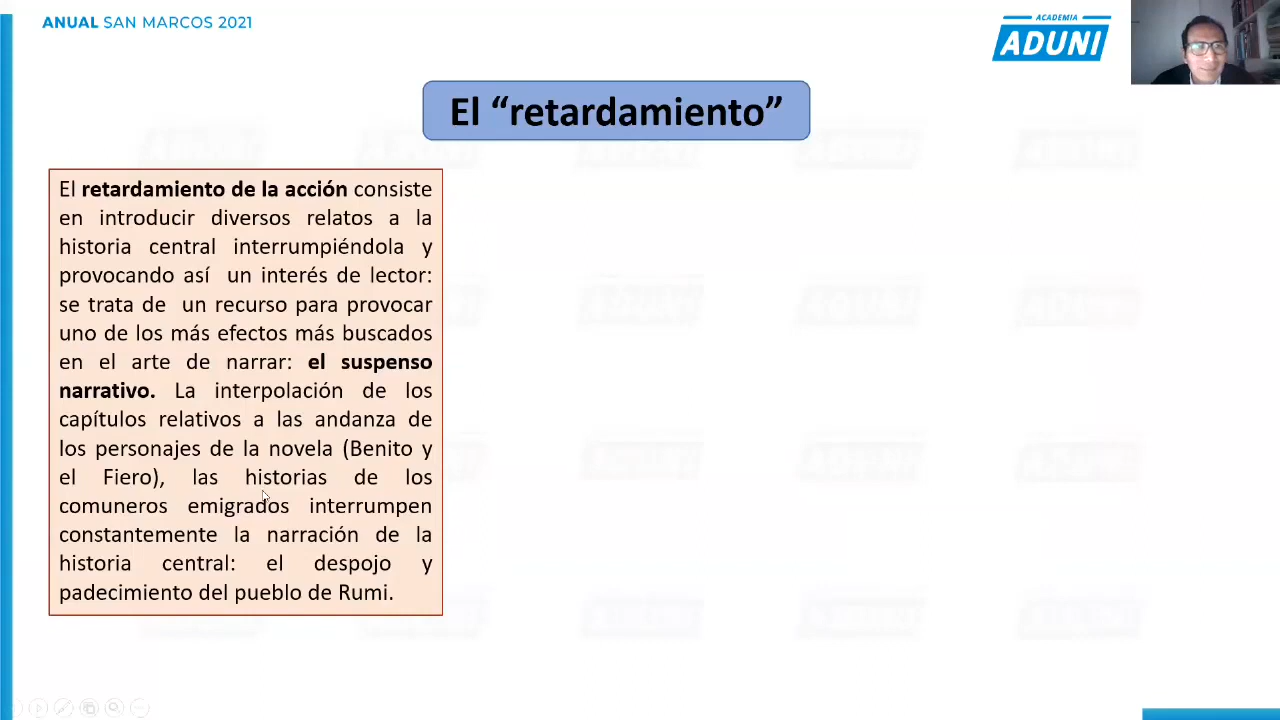 ANUAL SAN MARCOS 2021
ACADEMIA
ADUNI
El “retardamiento”
El retardamiento de la acción consiste
en introducir diversos relatos a la
historia central interrumpiéndola y
provocando así un interés de lector:
se trata de un recurso para provocar
uno de los más efectos más buscados
en el arte de narrar: el suspenso
narrativo. La interpolación de los
capítulos relativos a las andanza de
los personajes de la novela (Benito y
el Fiero), las historias de los
comuneros emigrados interrumpen
constantemente la narración de la
historia central: el despojo y
padecimiento del pueblo de Rumi.